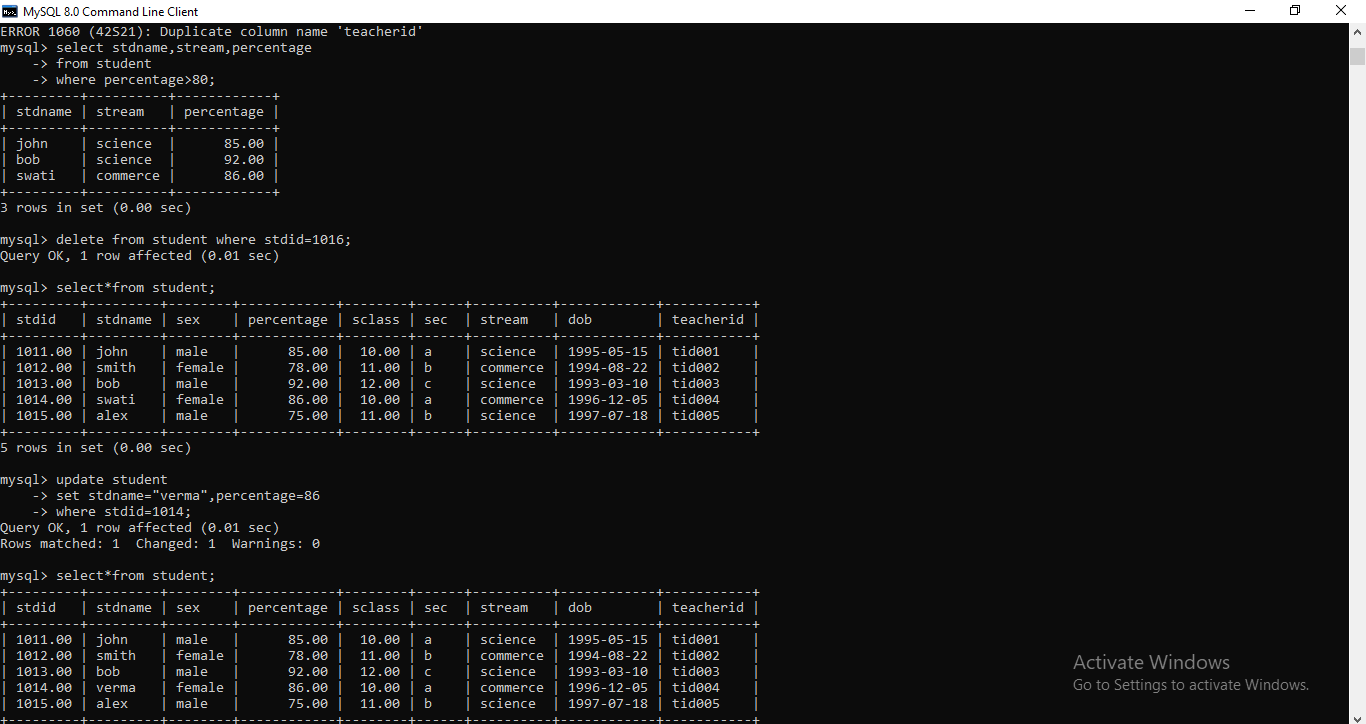 MySQL 8.0 Command Line Client
ERROR 1060 (42S21): Duplicate column name 'teacherid'
mysql> select stdname,stream,percentage
    -> from student
    -> where percentage>80;
+---------+----------+------------+
| stdname | stream   | percentage |
+---------+----------+------------+
| john    | science  |      85.00 |
| bob     | science  |      92.00 |
| swati   | commerce |      86.00 |
+---------+----------+------------+
3 rows in set (0.00 sec)
mysql> delete from student where stdid=1016;
Query OK, 1 row affected (0.01 sec)
mysql> select*from student;
+---------+---------+--------+------------+--------+------+----------+------------+-----------+
| stdid   | stdname | sex    | percentage | sclass | sec  | stream   | dob        | teacherid |
+---------+---------+--------+------------+--------+------+----------+------------+-----------+
| 1011.00 | john    | male   |      85.00 |  10.00 | a    | science  | 1995-05-15 | tid001    |
| 1012.00 | smith   | female |      78.00 |  11.00 | b    | commerce | 1994-08-22 | tid002    |
| 1013.00 | bob     | male   |      92.00 |  12.00 | c    | science  | 1993-03-10 | tid003    |
| 1014.00 | swati   | female |      86.00 |  10.00 | a    | commerce | 1996-12-05 | tid004    |
| 1015.00 | alex    | male   |      75.00 |  11.00 | b    | science  | 1997-07-18 | tid005    |
+---------+---------+--------+------------+--------+------+----------+------------+-----------+
5 rows in set (0.00 sec)
mysql> update student
    -> set stdname="verma",percentage=86
    -> where stdid=1014;
Query OK, 1 row affected (0.01 sec)
Rows matched: 1  Changed: 1  Warnings: 0
mysql> select*from student;
+---------+---------+--------+------------+--------+------+----------+------------+-----------+
| stdid   | stdname | sex    | percentage | sclass | sec  | stream   | dob        | teacherid |
+---------+---------+--------+------------+--------+------+----------+------------+-----------+
| 1011.00 | john    | male   |      85.00 |  10.00 | a    | science  | 1995-05-15 | tid001    |
| 1012.00 | smith   | female |      78.00 |  11.00 | b    | commerce | 1994-08-22 | tid002    |
| 1013.00 | bob     | male   |      92.00 |  12.00 | c    | science  | 1993-03-10 | tid003    |
| 1014.00 | verma   | female |      86.00 |  10.00 | a    | commerce | 1996-12-05 | tid004    |
| 1015.00 | alex    | male   |      75.00 |  11.00 | b    | science  | 1997-07-18 | tid005    |
+---------+---------+--------+------------+--------+------+----------+------------+-----------+
Activate Windows
Go to Settings to activate Windows.